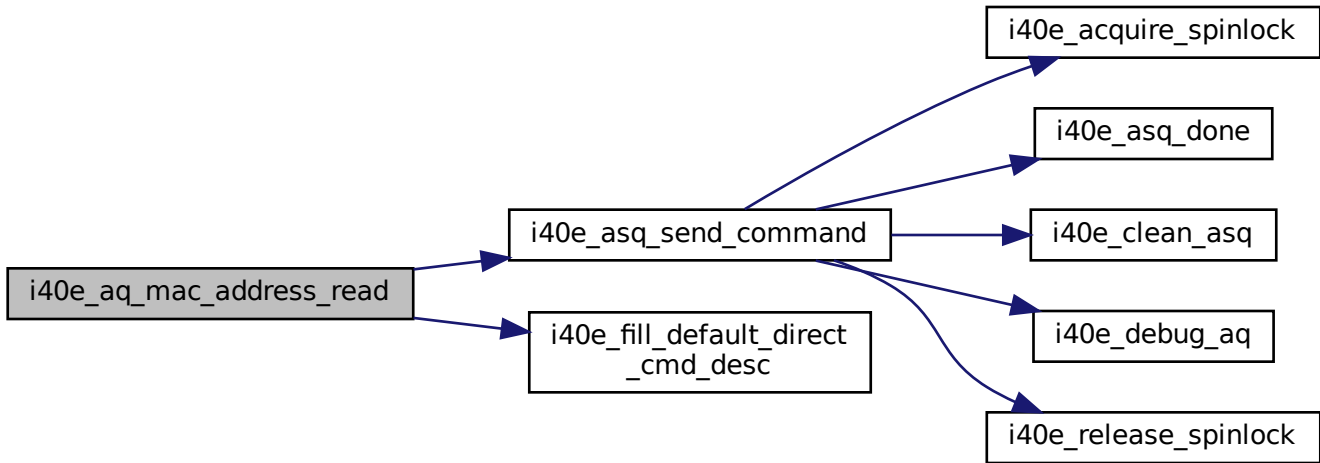 i40e_acquire_spinlock
i40e_asq_done
i40e_asq_send_command
i40e_clean_asq
i40e_aq_mac_address_read
i40e_fill_default_direct
_cmd_desc
i40e_debug_aq
i40e_release_spinlock